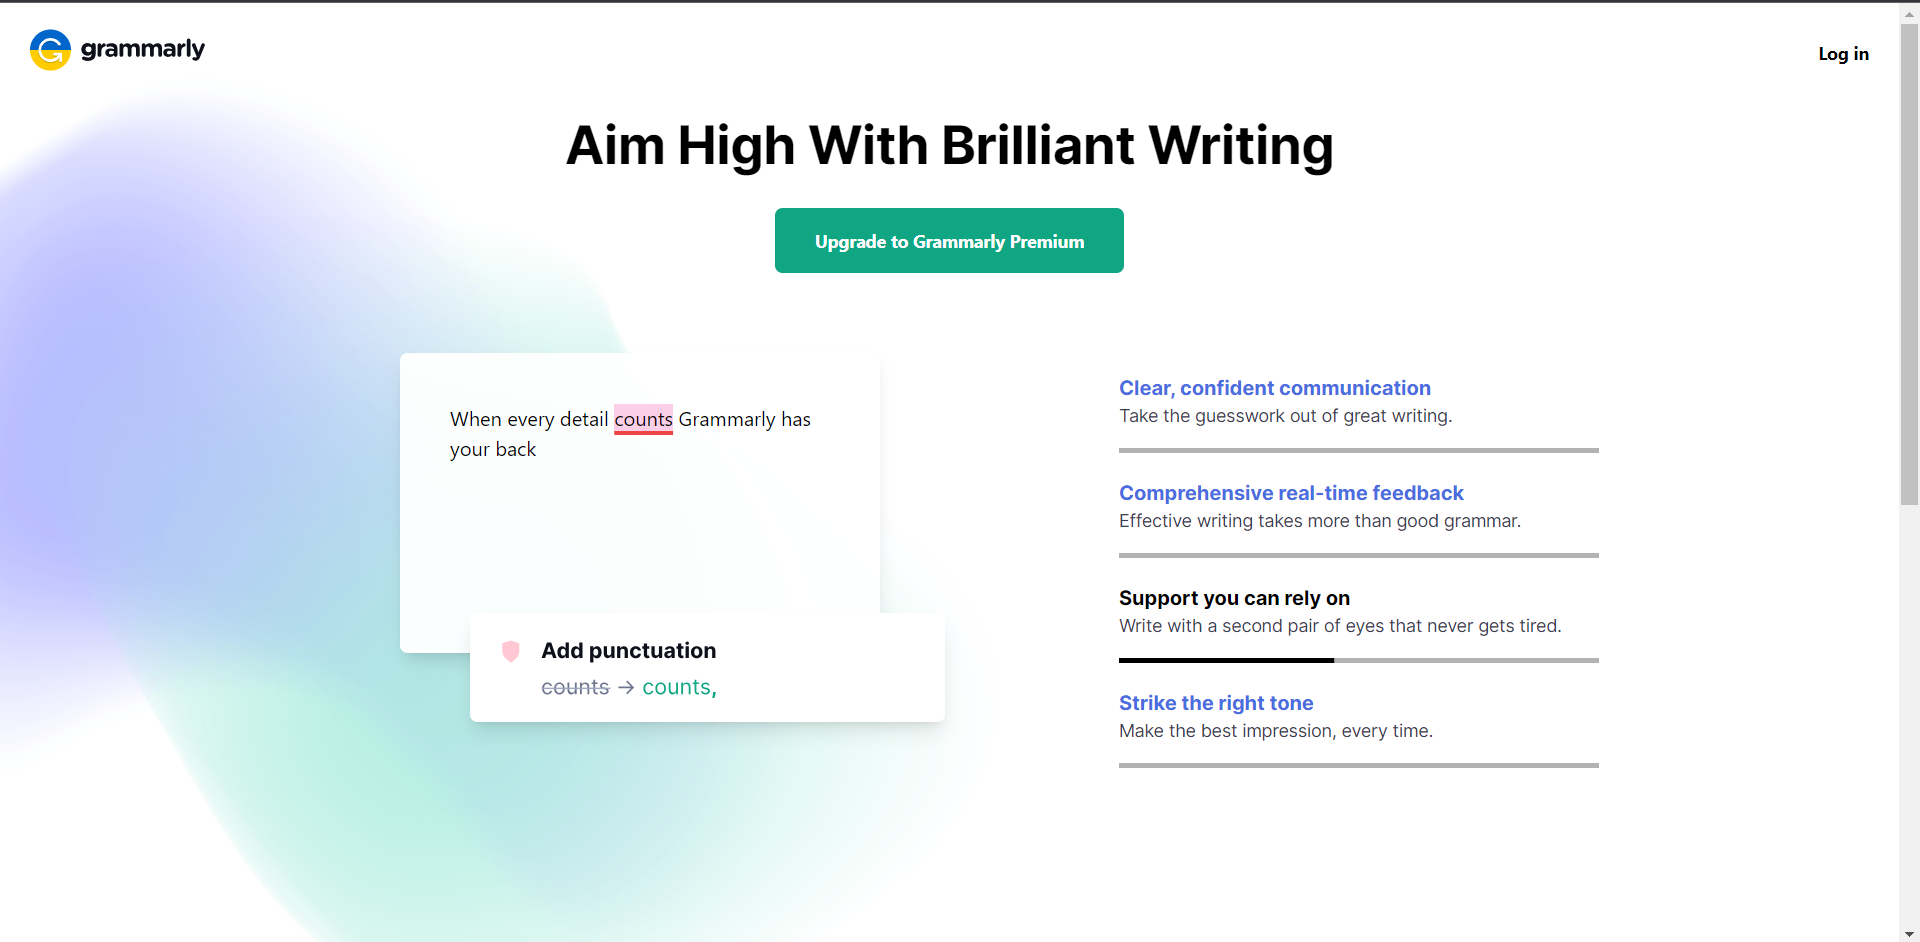 grammarly
Log in
Aim High With Brilliant Writing
Upgrade to Grammarly Premium
When every detail counts Grammarly has
your back
Add punctuation
counts → counts,
Clear, confident communication
Take the guesswork out of great writing.
Comprehensive real-time feedback
Effective writing takes more than good grammar.
Support you can rely on
Write with a second pair of eyes that never gets tired.
Strike the right tone
Make the best impression, every time.